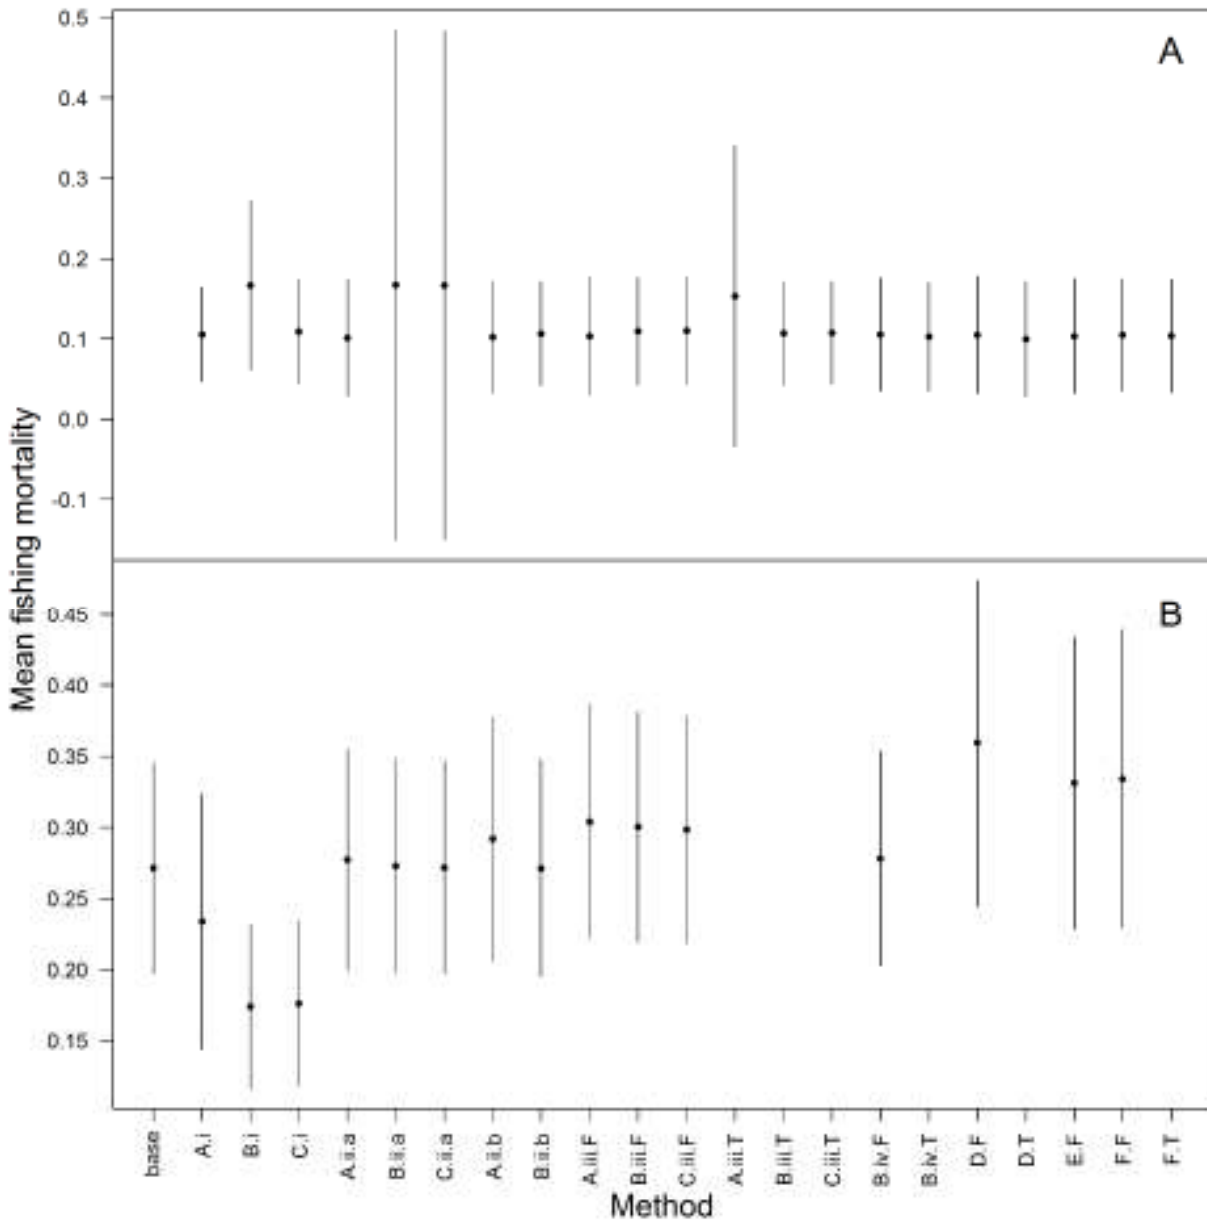 A
0.5
0.4
0.3
0.2
0.1
0.0
-0.1
Mean fishing mortality
B
0.45
0.40
0.35
0.30
0.25
0.20
0.15
base
A.i
B.i
C.i
A.ii.a
B.ii.a
C.ii.a
A.ii.b
B.ii.b
A.iii.F
B.iii.F
C.iii.F
A.iii.T
B.iii.T
C.iii.T
B.iv.F
B.iv.T
D.F
D.T
E.F
F.F
F.T
Method